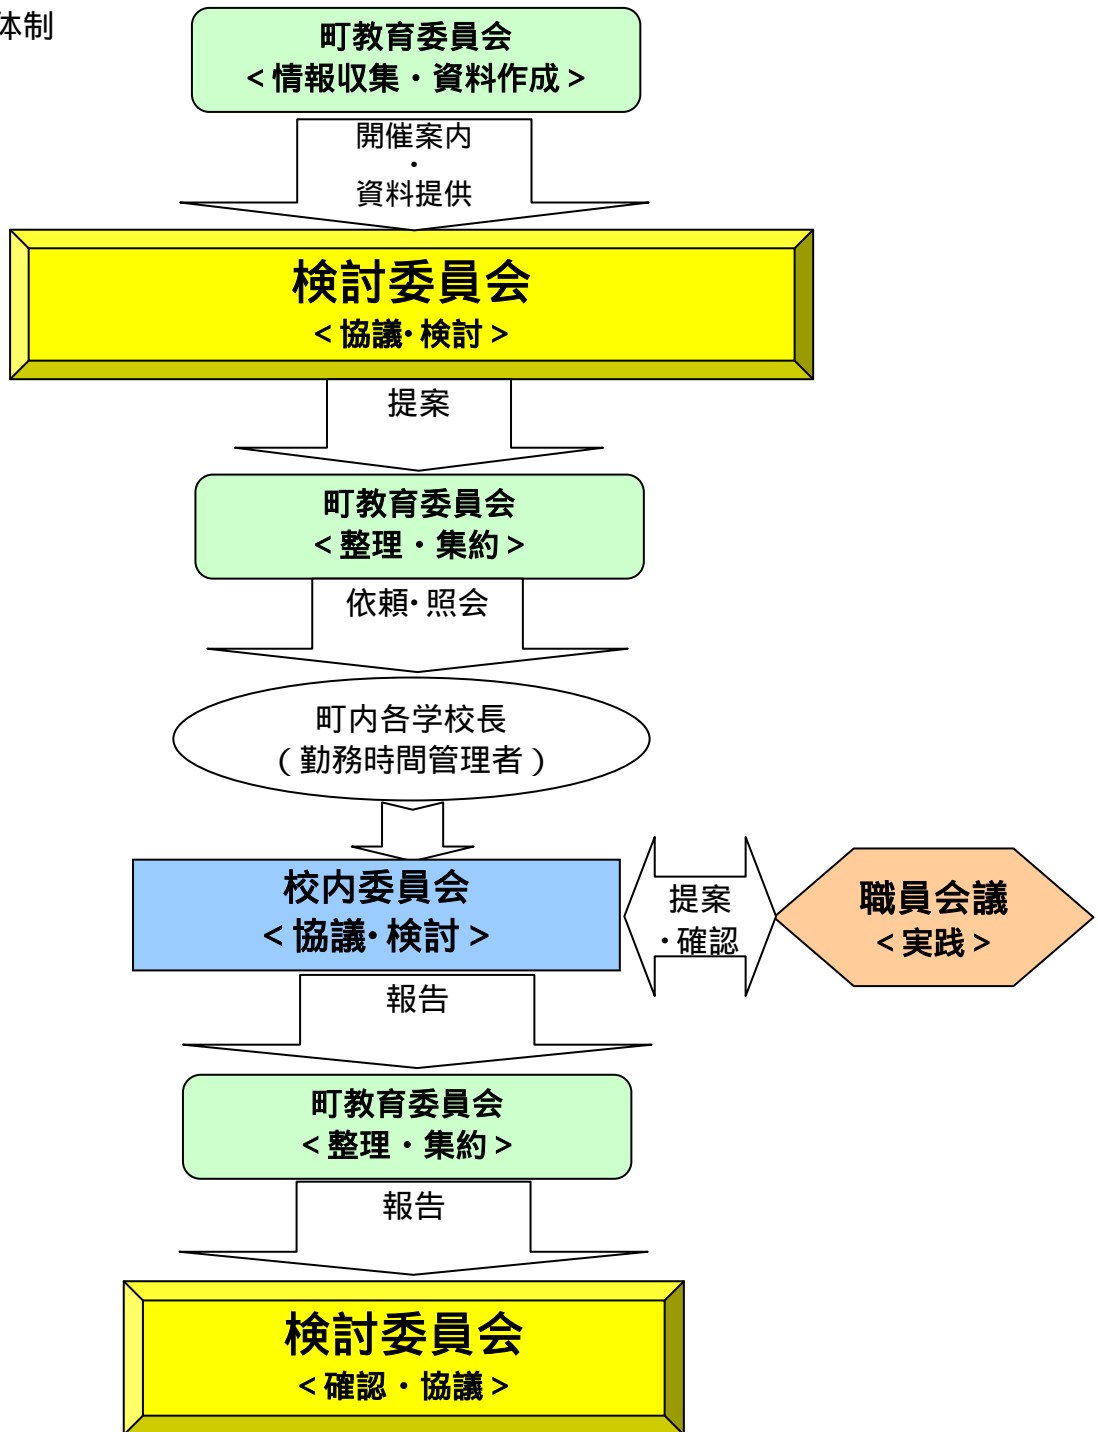 体制
町教育委員会
<情報収集・資料作成>
開催案内
・
資料提供
検討委員会
<協議・検討>
提案
町教育委員会
<整理・集約>
依頼・照会
町内各学校長
（勤務時間管理者）
校内委員会
<協議・検討>
提案
・確認
職員会議
<実践>
報告
町教育委員会
<整理・集約>
報告
検討委員会
<確認・協議>